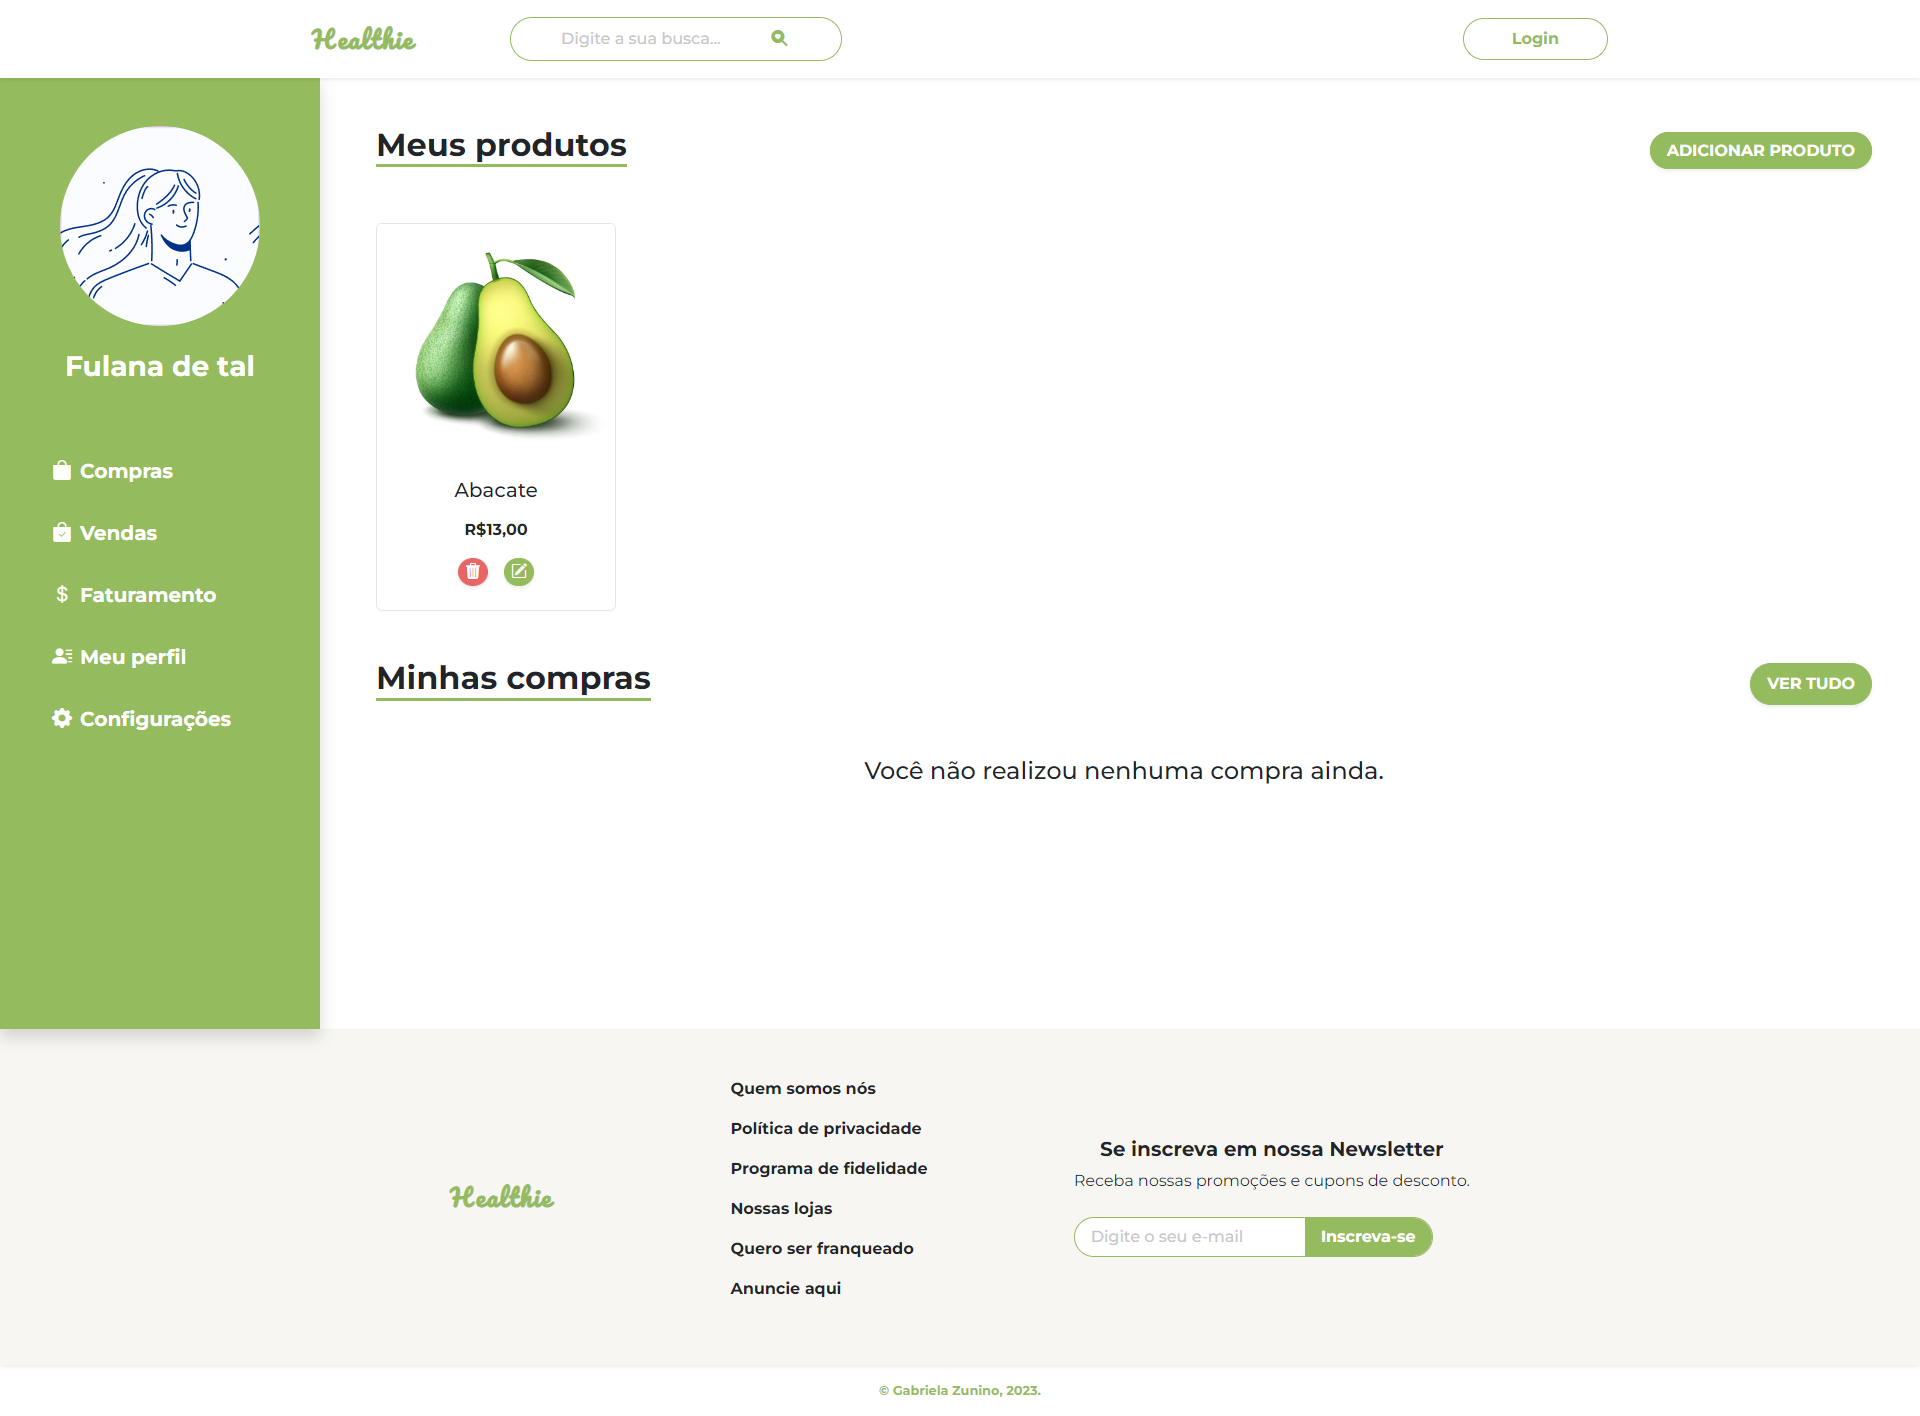 Healthie
Digite a sua busca...
Login
Fulana de tal
Compras
Vendas
Faturamento
Meu perfil
Configurações
Meus produtos
ADICIONAR PRODUTO
Abacate
R$13,00
Minhas compras
VER TUDO
Você não realizou nenhuma compra ainda.
Healthie
Quem somos nós
Política de privacidade
Programa de fidelidade
Nossas lojas
Quero ser franqueado
Anuncie aqui
Se inscreva em nossa Newsletter
Receba nossas promoções e cupons de desconto.
Digite o seu e-mail
Inscreva-se
© Gabriela Zunino, 2023.